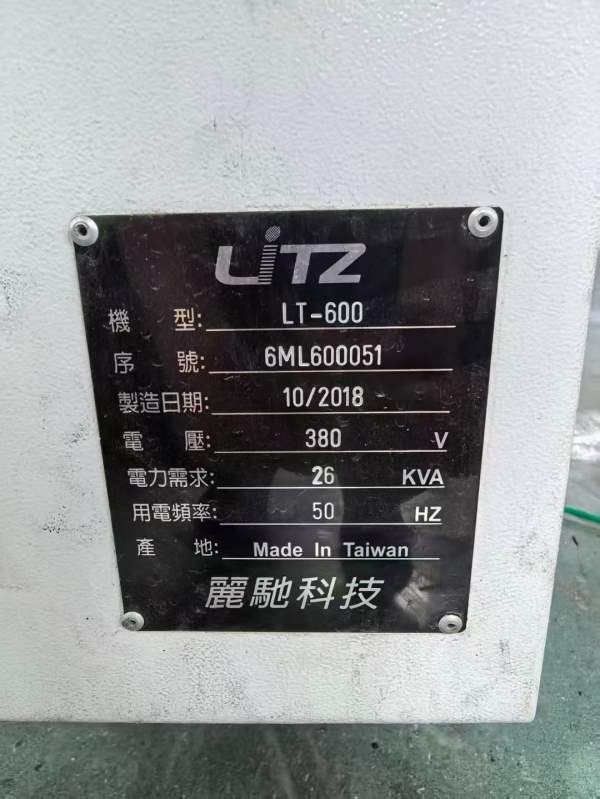 LiTZ
機 型: LT-600
序 號: 6ML600051
製造日期: 10/2018
電 壓: 380 V
電力需求: 26 KVA
用電頻率: 50 HZ
產 地: Made In Taiwan
麗馳科技